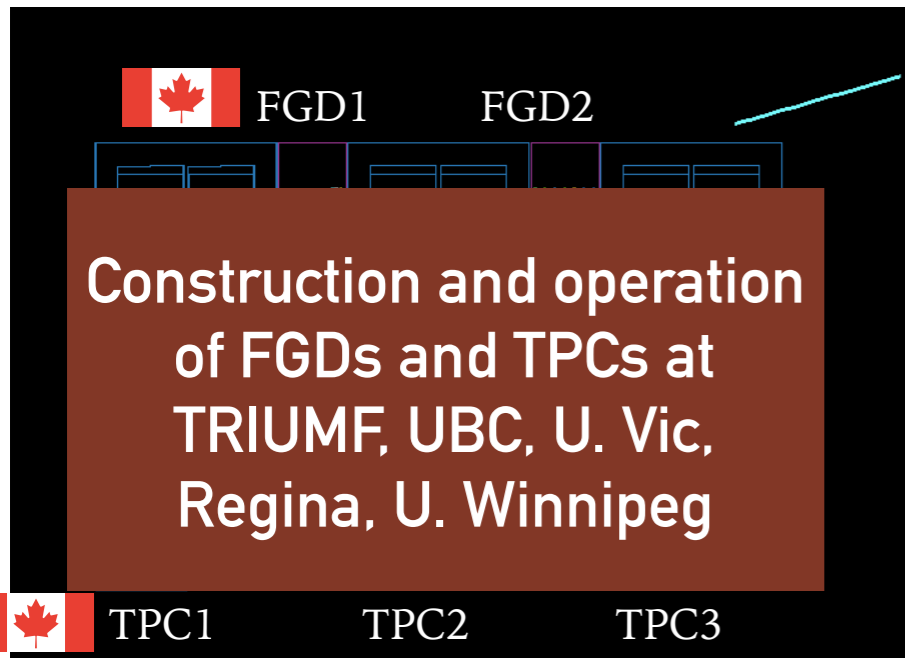 FGD1 FGD2
Construction and operation
of FGDs and TPCs at
TRIUMF, UBC, U. Vic,
Regina, U. Winnipeg
TPC1 TPC2 TPC3